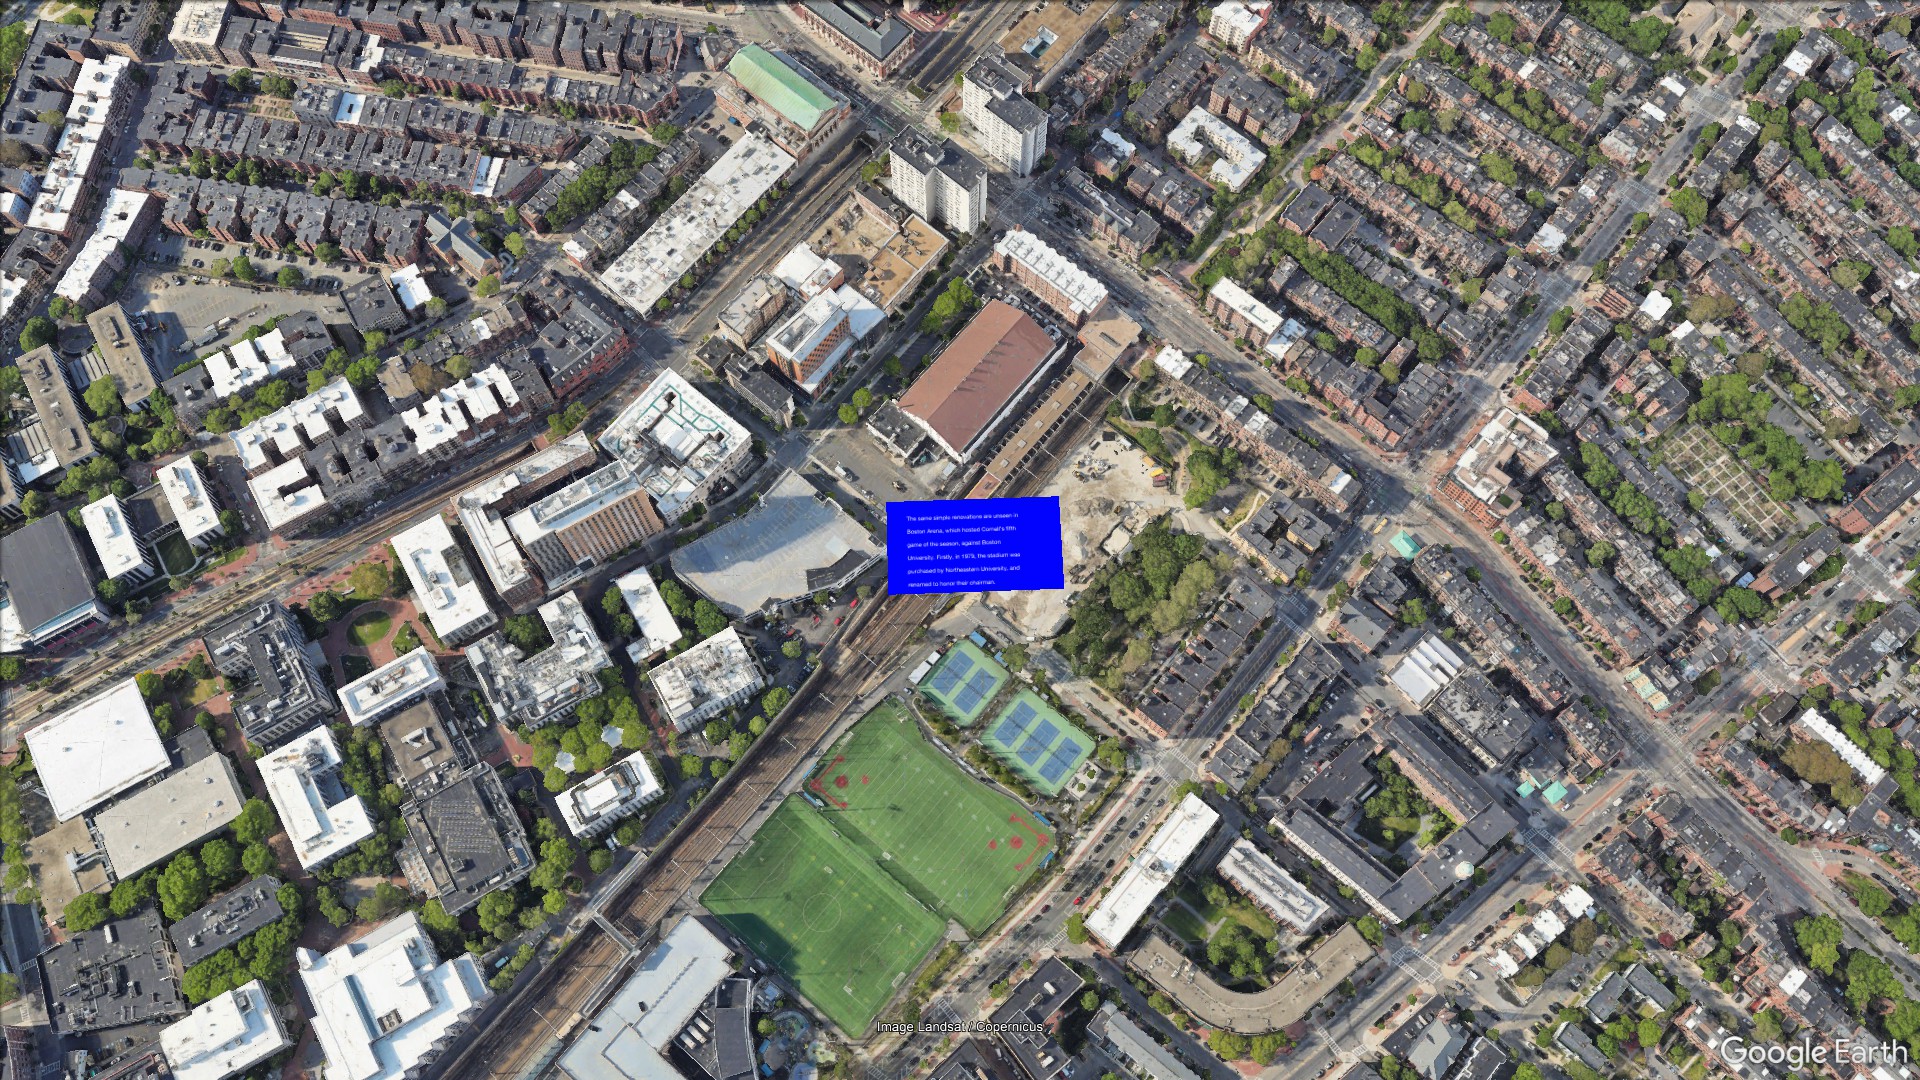 The same simple renovations are unseen in
Boston Arena, which hosted Cornell's fifth
game of the season, against Boston
University. Firstly, in 1979, the stadium was
purchased by Northeastern University, and
renamed to honor their chairman.
Image Landsat / Copernicus
Google Earth